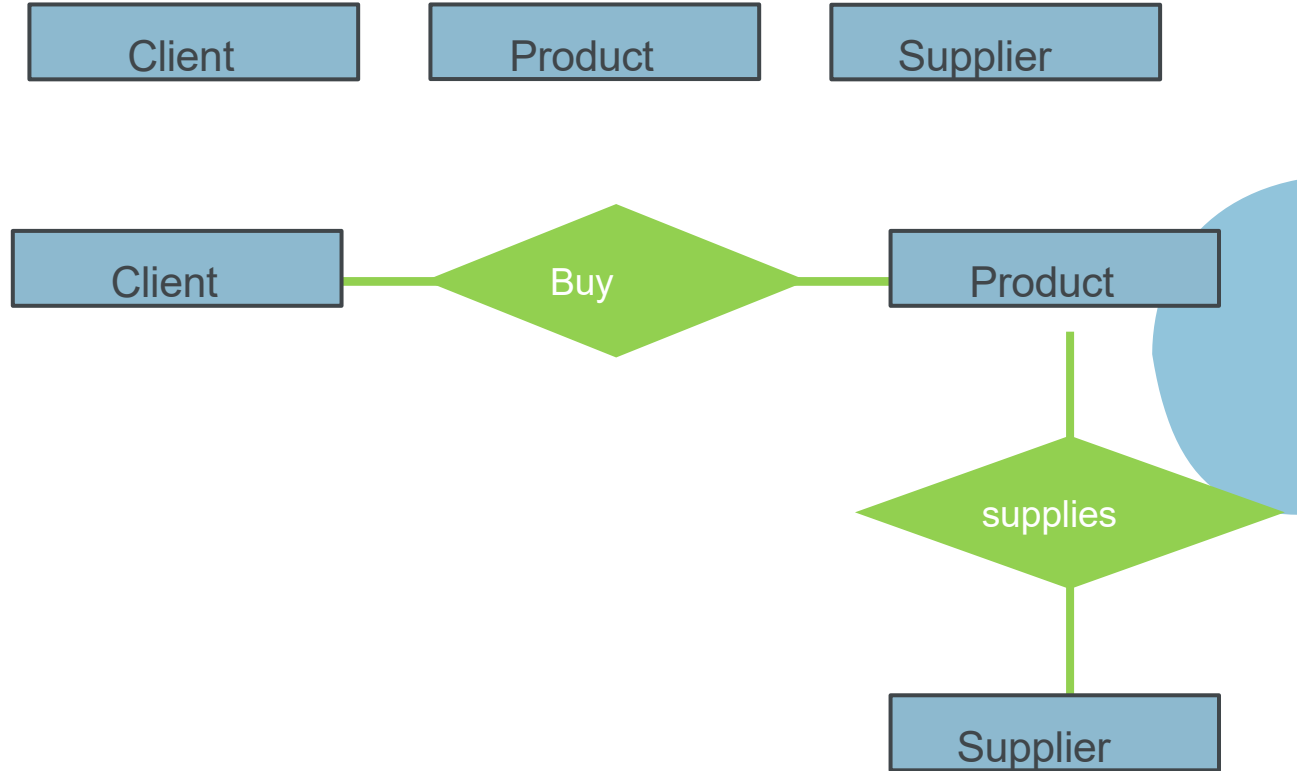 Client
Product
Supplier
Client
Buy
Product
supplies
Supplier